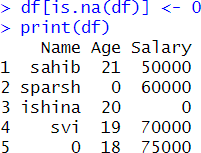 > df[is.na(df)] <- 0
> print(df)
Name Age Salary
1 sahib 21 50000
2 sparsh 0 60000
3 ishina 20 0
4 svi 19 70000
5 0 18 75000